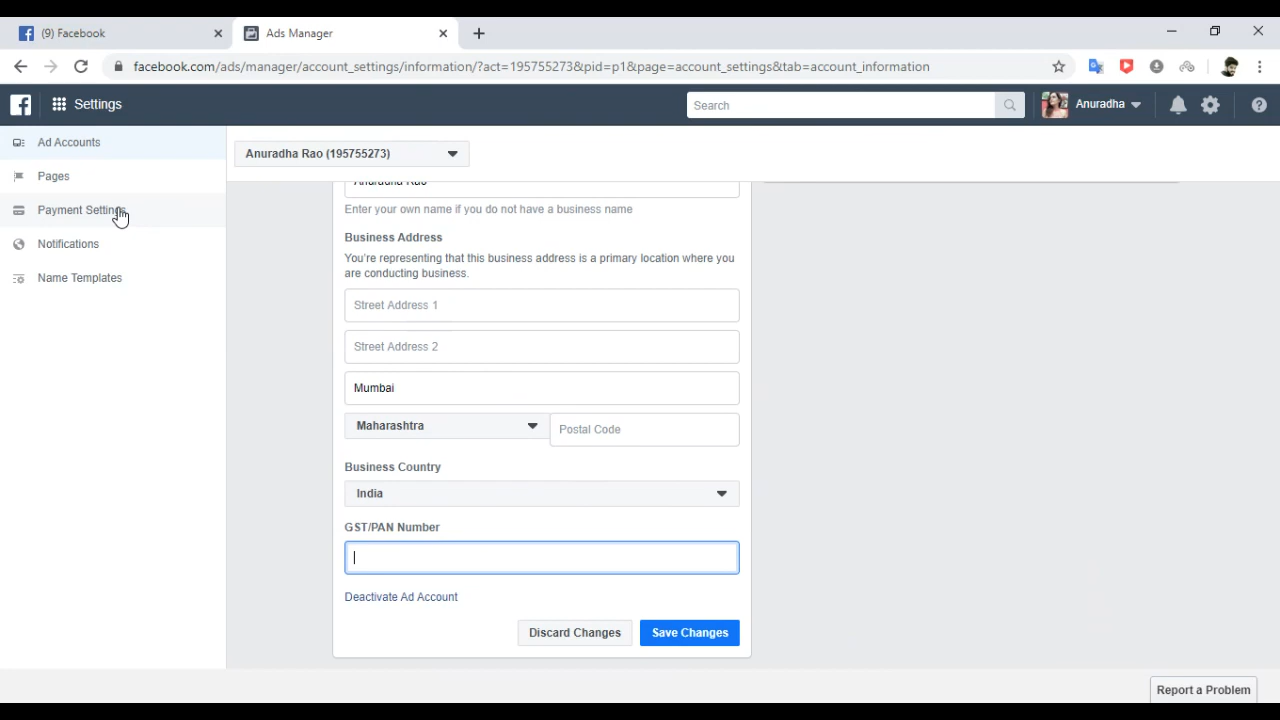 (9) Facebook
Ads Manager
facebook.com/ads/manager/account_settings/information/?act=195755273&pid=p1&page=account_settings&tab=account_information
Settings
Search
Anuradha
Ad Accounts
Pages
Payment Settings
Notifications
Name Templates
Anuradha Rao (195755273)
Anuradha Rao
Enter your own name if you do not have a business name
Business Address
You're representing that this business address is a primary location where you
are conducting business.
Street Address 1
Street Address 2
Mumbai
Maharashtra
Postal Code
Business Country
India
GST/PAN Number
Deactivate Ad Account
Discard Changes
Save Changes
Report a Problem